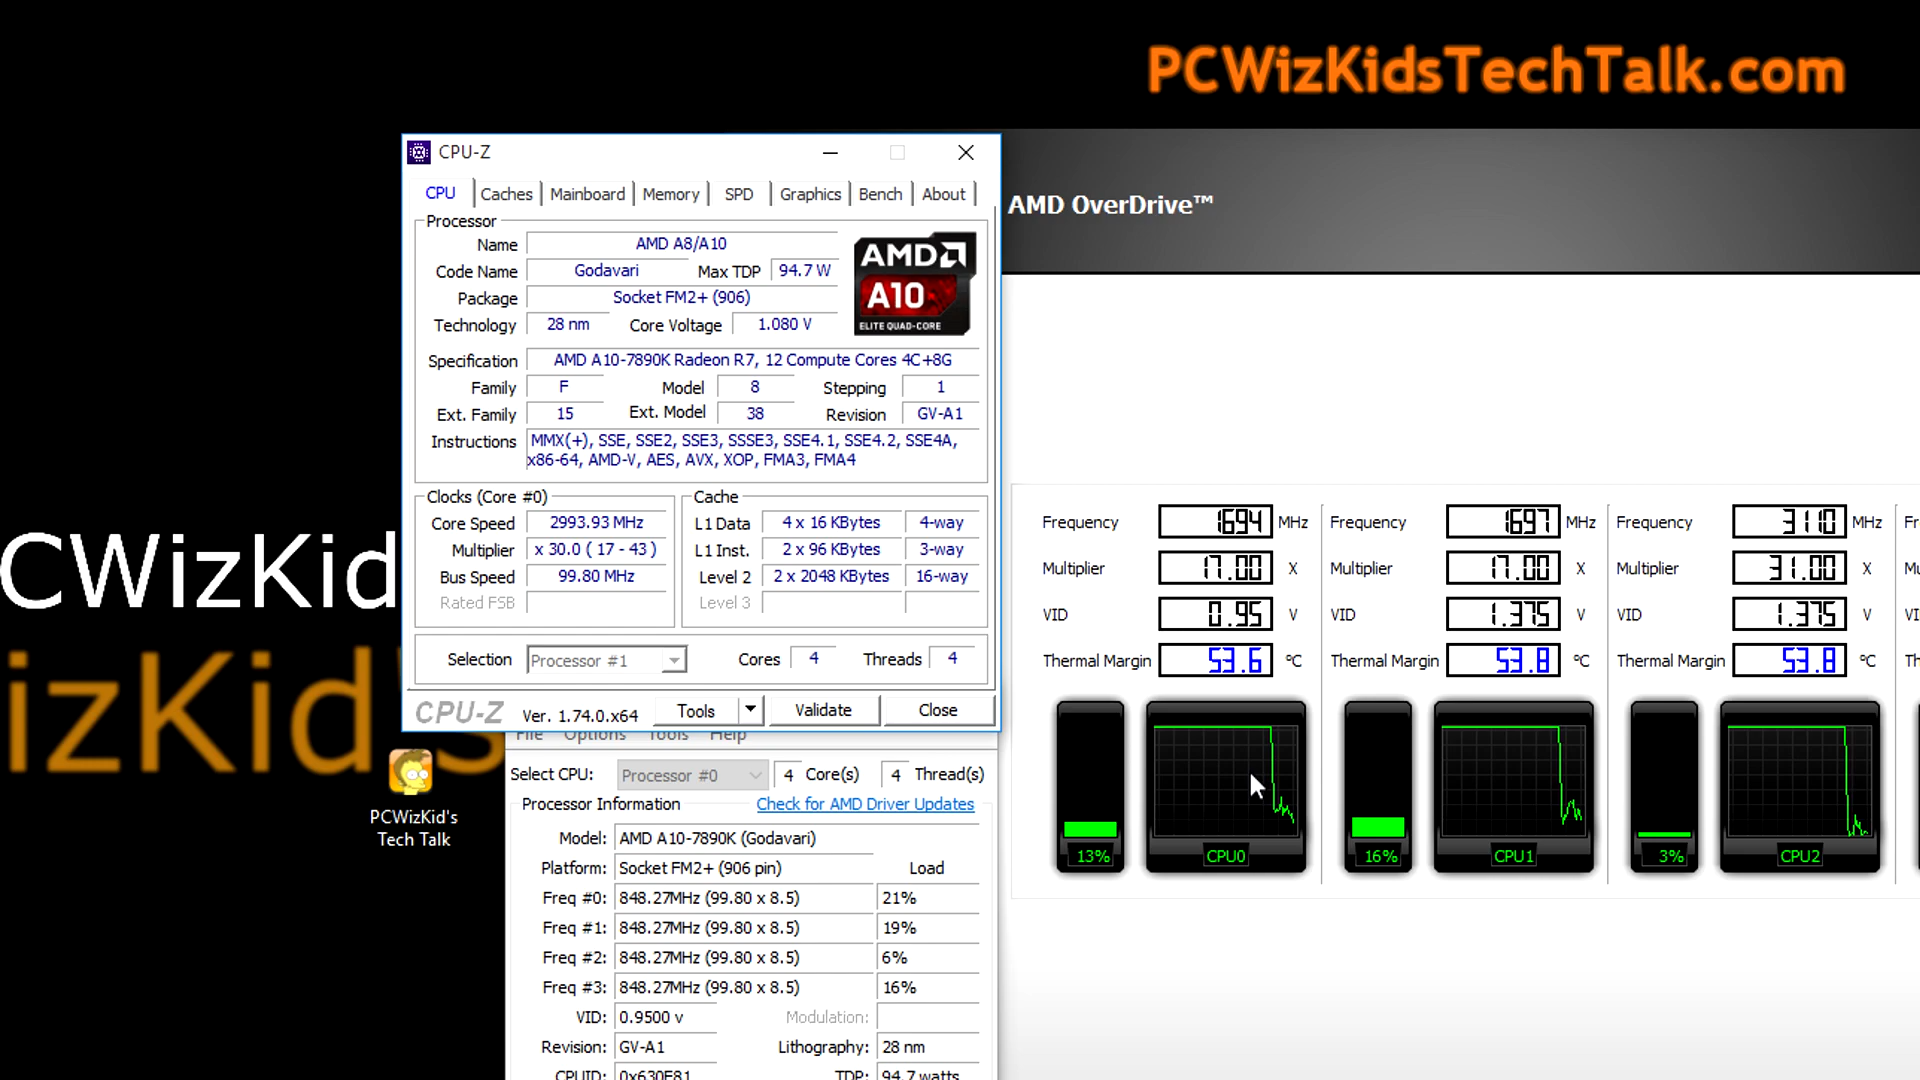 PCWizKidsTechTalk.com
CPU-Z
CPU Caches Mainboard Memory SPD Graphics Bench About
Processor
Name AMD A8/A10
Code Name Godavari Max TDP 94.7 W
Package Socket FM2+ (906)
Technology 28 nm Core Voltage 1.080 V
AMD
A10
ELITE QUAD-CORE
Specification AMD A10-7890K Radeon R7, 12 Compute Cores 4C+8G
Family F Model 8 Stepping 1
Ext. Family 15 Ext. Model 38 Revision GV-A1
Instructions MMX(+), SSE, SSE2, SSE3, SSSE3, SSE4.1, SSE4.2, SSE4A,
x86-64, AMD-V, AES, AVX, XOP, FMA3, FMA4
Clocks (Core #0)
Core Speed 2993.93 MHz
Multiplier x 30.0 ( 17 - 43 )
Bus Speed 99.80 MHz
Rated FSB
Cache
L1 Data 4 x 16 KBytes 4-way
L1 Inst. 2 x 96 KBytes 3-way
Level 2 2 x 2048 KBytes 16-way
Level 3
Selection Processor #1 Cores 4 Threads 4
CPU-Z Ver. 1.74.0.x64 Tools Validate Close
File Options Tools Help
Select CPU: Processor #0 4 Core(s) 4 Thread(s)
Processor Information Check for AMD Driver Updates
Model: AMD A10-7890K (Godavari)
Platform: Socket FM2+ (906 pin) Load
Freq #0: 848.27MHz (99.80 x 8.5) 21%
Freq #1: 848.27MHz (99.80 x 8.5) 19%
Freq #2: 848.27MHz (99.80 x 8.5) 6%
Freq #3: 848.27MHz (99.80 x 8.5) 16%
VID: 0.9500 v Modulation:
Revision: GV-A1 Lithography: 28 nm
CPUID: 0x630F81 TDP: 94.7 watts
AMD OverDrive™
Frequency 1694 MHz Frequency 1697 MHz Frequency 3110 MHz Fr
Multiplier 17.00 X Multiplier 17.00 X Multiplier 31.00 X Mu
VID 0.95 V VID 1.375 V VID 1.375 V VI
Thermal Margin 53.6 °C Thermal Margin 53.8 °C Thermal Margin 53.8 °C Th
13% CPU0 16% CPU1 3% CPU2
CWizKid
izKid's
PCWizKid's
Tech Talk